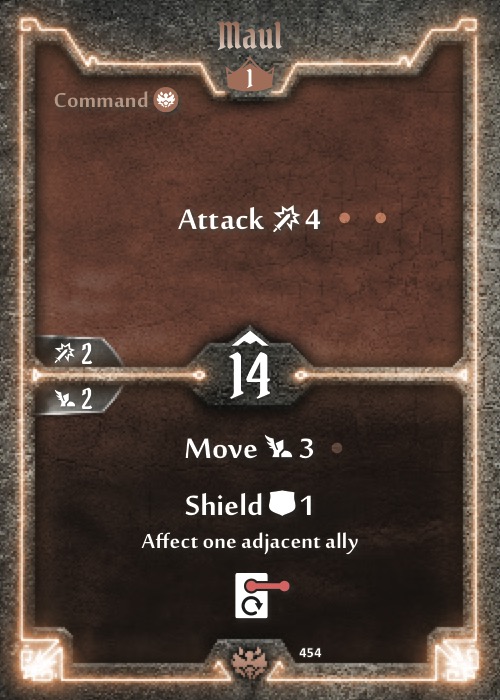 Maul
1
Command
Attack 4
2
14
2
Move 3
Shield 1
Affect one adjacent ally
454